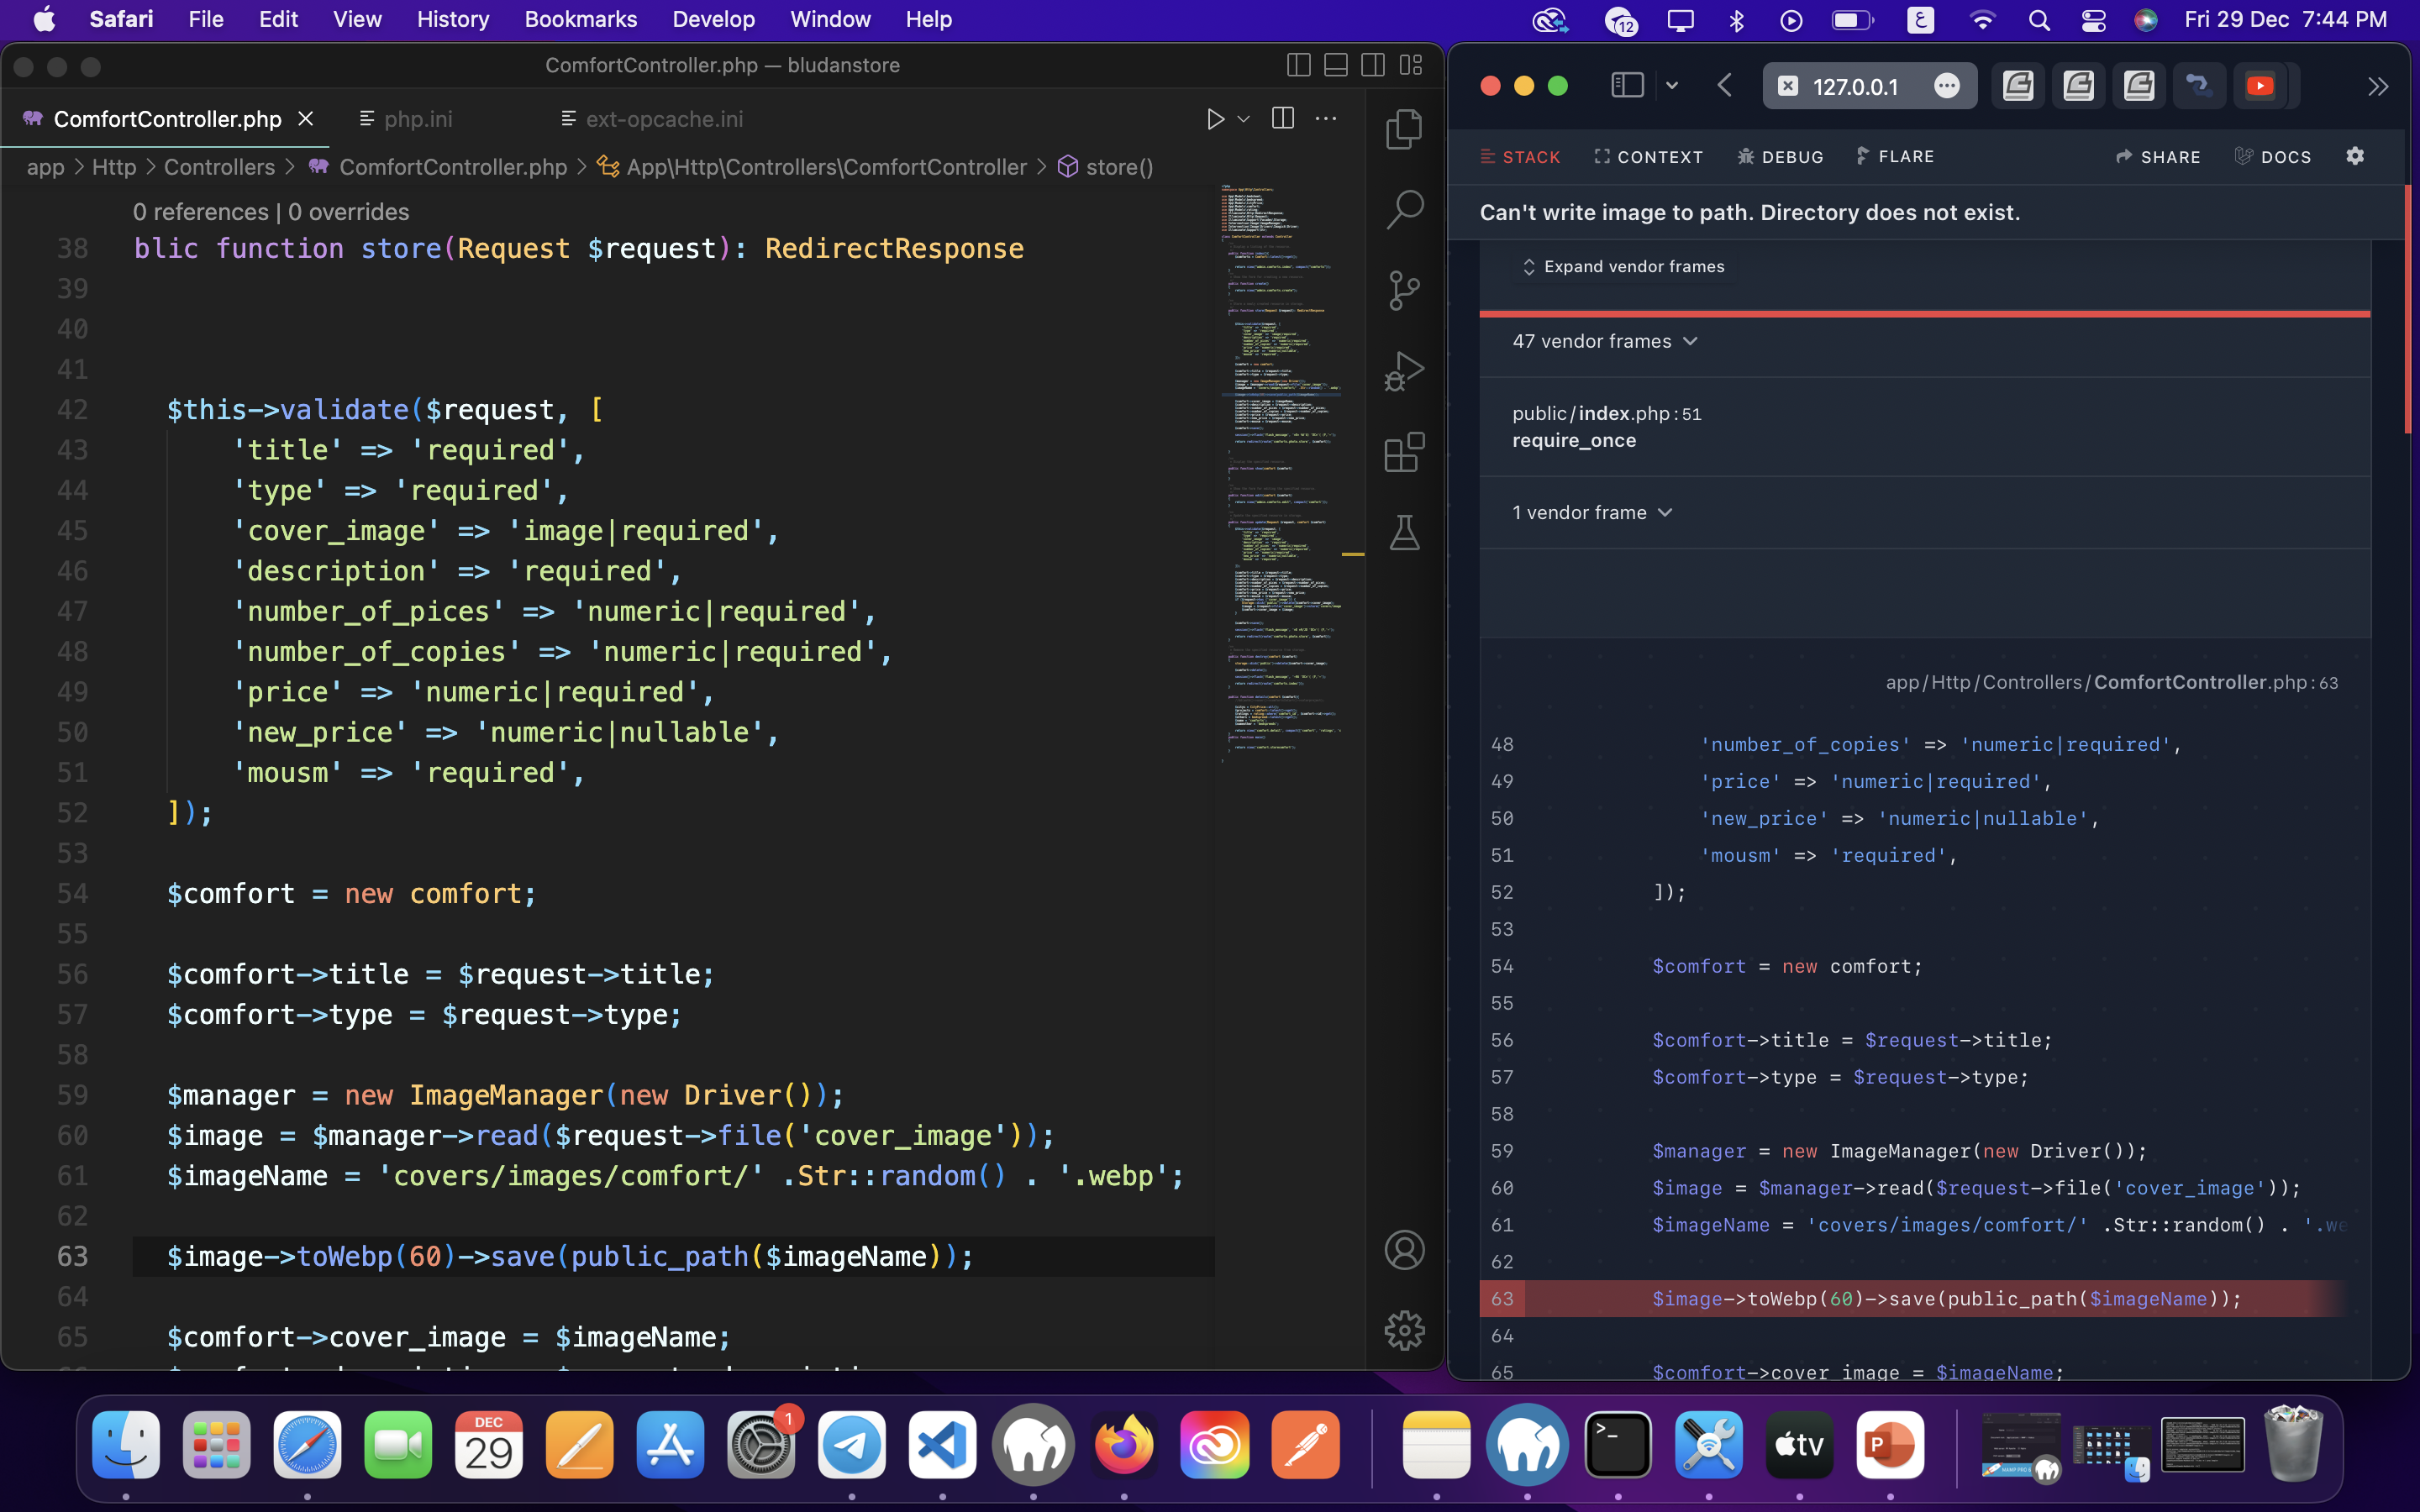 Safari File Edit View History Bookmarks Develop Window Help
12
ع
Fri 29 Dec 7:44 PM
ComfortController.php — bludanstore
ComfortController.php
php.ini
ext-opcache.ini
app > Http > Controllers > ComfortController.php > App\Http\Controllers\ComfortController > store()
0 references | 0 overrides
38 blic function store(Request $request): RedirectResponse
39
40
41
42 $this->validate($request, [
43 'title' => 'required',
44 'type' => 'required',
45 'cover_image' => 'image|required',
46 'description' => 'required',
47 'number_of_pices' => 'numeric|required',
48 'number_of_copies' => 'numeric|required',
49 'price' => 'numeric|required',
50 'new_price' => 'numeric|nullable',
51 'mousm' => 'required',
52 ]);
53
54 $comfort = new comfort;
55
56 $comfort->title = $request->title;
57 $comfort->type = $request->type;
58
59 $manager = new ImageManager(new Driver());
60 $image = $manager->read($request->file('cover_image'));
61 $imageName = 'covers/images/comfort/' .Str::random() . '.webp';
62
63 $image->toWebp(60)->save(public_path($imageName));
64
65 $comfort->cover_image = $imageName;
127.0.0.1
STACK CONTEXT DEBUG FLARE SHARE DOCS
Can't write image to path. Directory does not exist.
Expand vendor frames
47 vendor frames
public/index.php:51
require_once
1 vendor frame
app/Http/Controllers/ComfortController.php:63
48 'number_of_copies' => 'numeric|required',
49 'price' => 'numeric|required',
50 'new_price' => 'numeric|nullable',
51 'mousm' => 'required',
52 ]);
53
54 $comfort = new comfort;
55
56 $comfort->title = $request->title;
57 $comfort->type = $request->type;
58
59 $manager = new ImageManager(new Driver());
60 $image = $manager->read($request->file('cover_image'));
61 $imageName = 'covers/images/comfort/' .Str::random() . '.we
62
63 $image->toWebp(60)->save(public_path($imageName));
64
65 $comfort->cover_image = $imageName;
DEC
29
1
tv
P